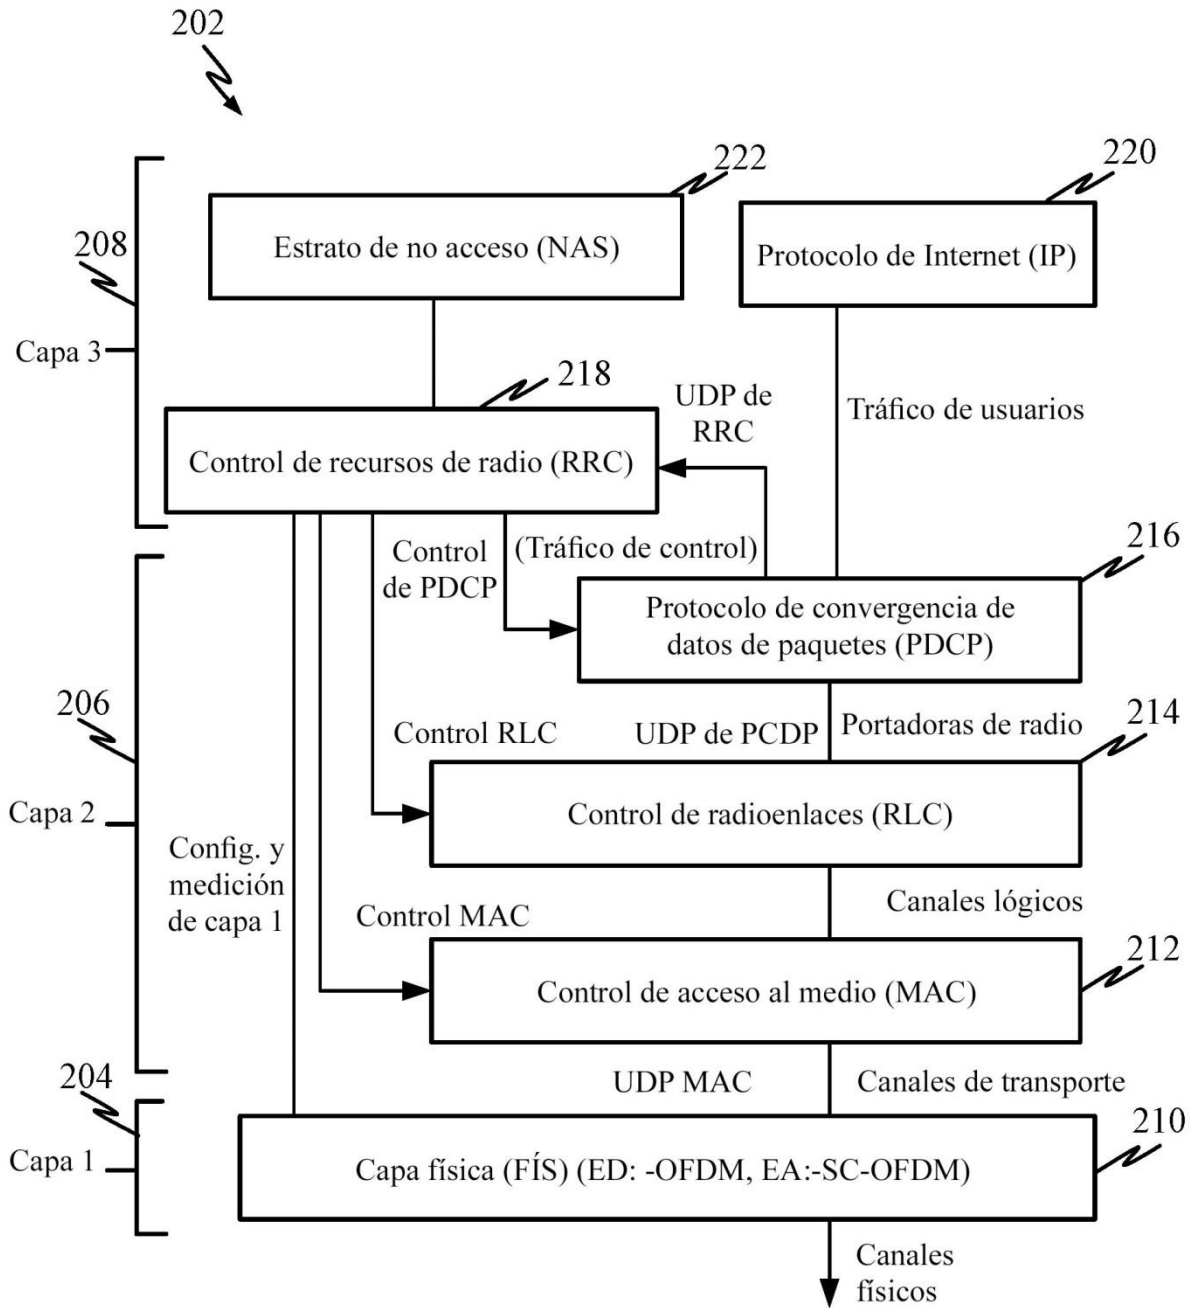 202
222
220
208
Estrato de no acceso (NAS)
Protocolo de Internet (IP)
Capa 3
218
UDP de
RRC
Tráfico de usuarios
Control de recursos de radio (RRC)
Control
de PDCP
(Tráfico de control)
216
Protocolo de convergencia de
datos de paquetes (PDCP)
206
Control RLC
UDP de PCDP
Portadoras de radio
214
Capa 2
Control de radioenlaces (RLC)
Config. y
medición
de capa 1
Canales lógicos
Control MAC
212
Control de acceso al medio (MAC)
204
UDP MAC
Canales de transporte
210
Capa 1
Capa física (FÍS) (ED: -OFDM, EA:-SC-OFDM)
Canales
físicos